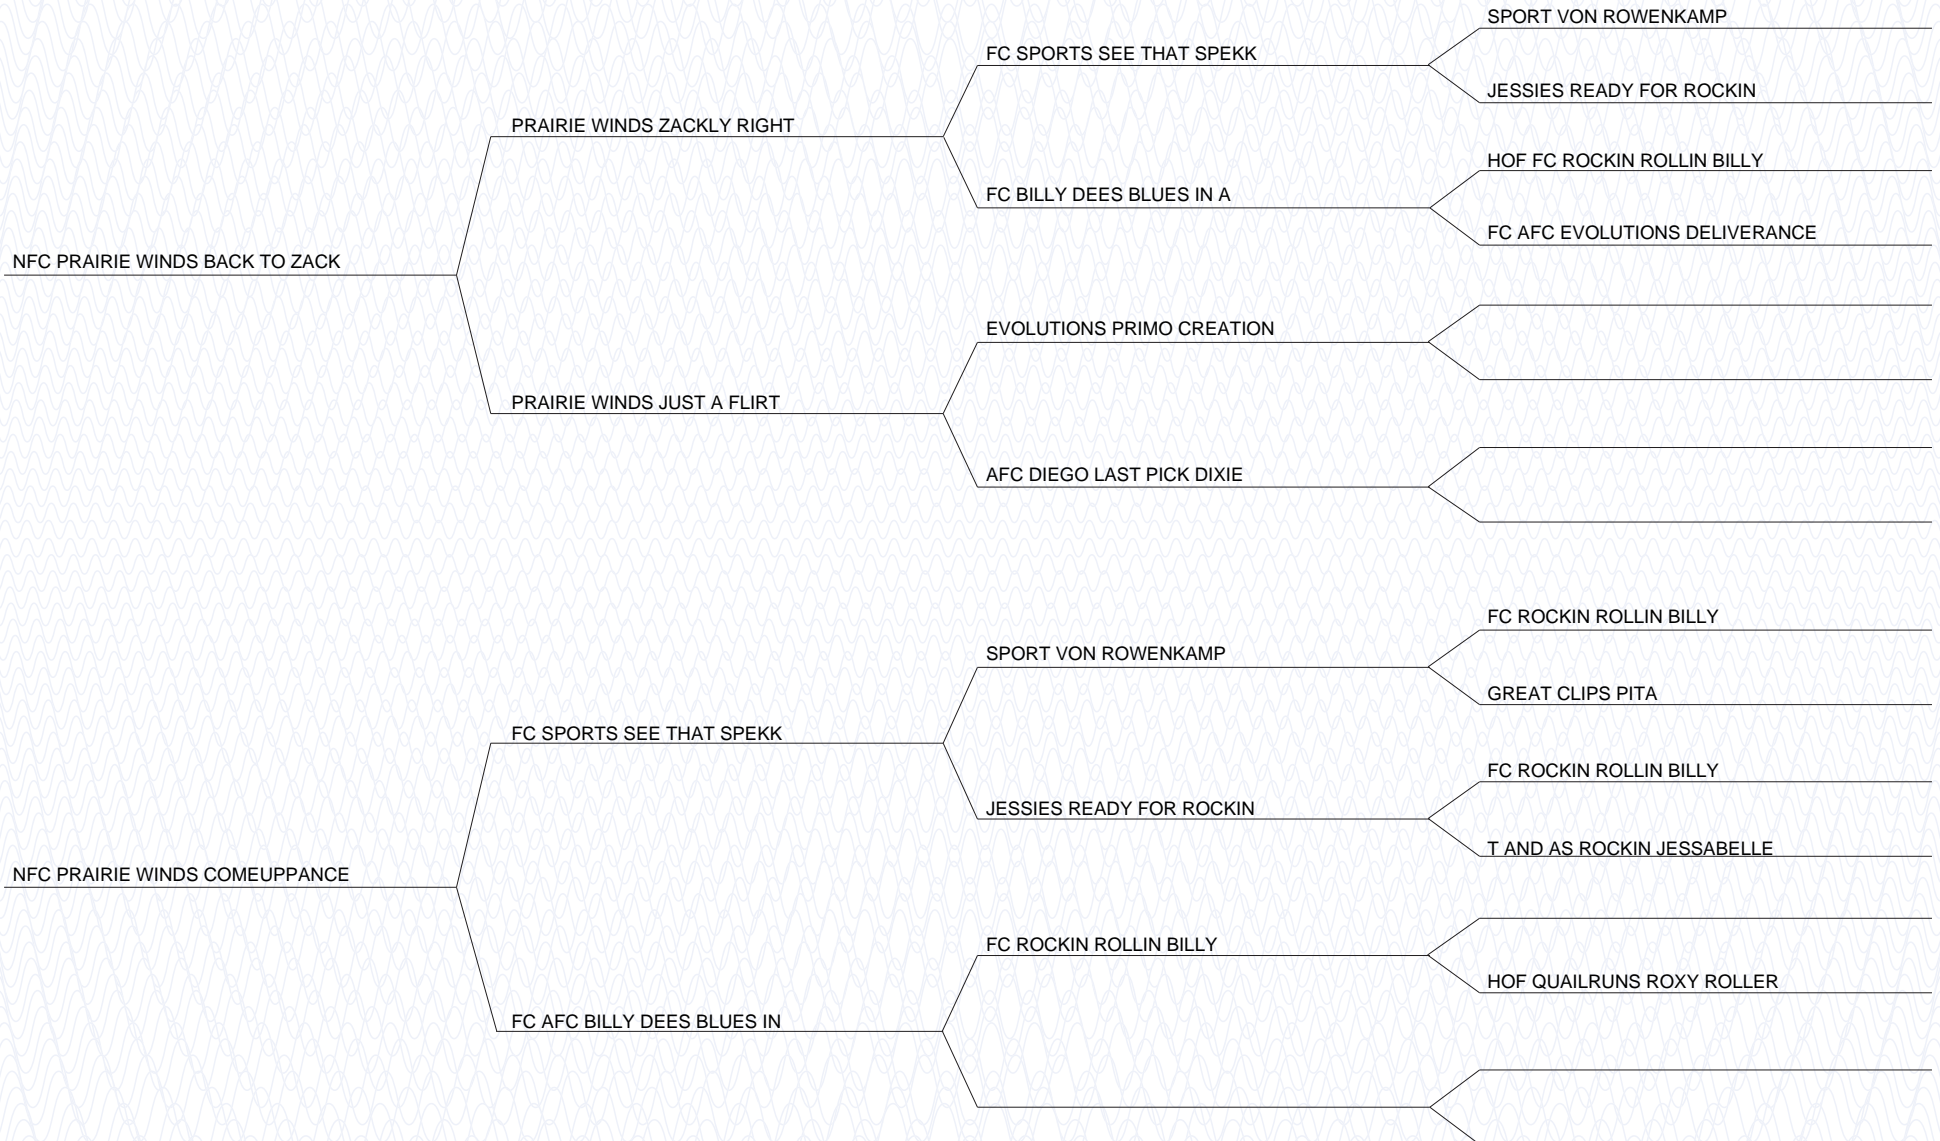 SPORT VON ROWENKAMP
FC SPORTS SEE THAT SPEKK
JESSIES READY FOR ROCKIN
PRAIRIE WINDS ZACKLY RIGHT
HOF FC ROCKIN ROLLIN BILLY
FC BILLY DEES BLUES IN A
FC AFC EVOLUTIONS DELIVERANCE
NFC PRAIRIE WINDS BACK TO ZACK
EVOLUTIONS PRIMO CREATION
PRAIRIE WINDS JUST A FLIRT
AFC DIEGO LAST PICK DIXIE
FC ROCKIN ROLLIN BILLY
SPORT VON ROWENKAMP
GREAT CLIPS PITA
FC SPORTS SEE THAT SPEKK
FC ROCKIN ROLLIN BILLY
JESSIES READY FOR ROCKIN
T AND AS ROCKIN JESSABELLE
NFC PRAIRIE WINDS COMEUPPANCE
FC ROCKIN ROLLIN BILLY
HOF QUAILRUNS ROXY ROLLER
FC AFC BILLY DEES BLUES IN